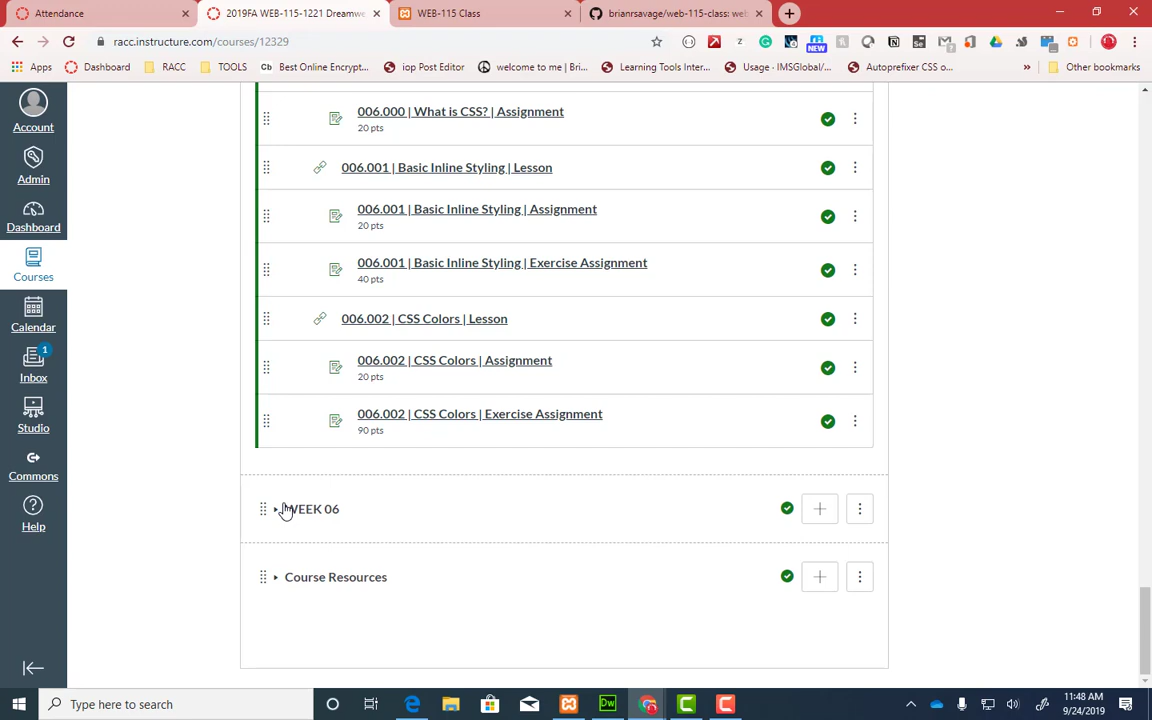 Attendance
2019FA WEB-115-1221 Dreamwe
WEB-115 Class
brianrsavage/web-115-class: web
racc.instructure.com/courses/12329
NEW
Apps
Dashboard
RACC
TOOLS
Cb
Best Online Encrypt...
iop Post Editor
welcome to me | Bri...
Learning Tools Inter...
Usage · IMSGlobal/...
Autoprefixer CSS o...
»
Other bookmarks
Account
Admin
Dashboard
Courses
Calendar
1
Inbox
Studio
Commons
Help
006.000 | What is CSS? | Assignment
20 pts
006.001 | Basic Inline Styling | Lesson
006.001 | Basic Inline Styling | Assignment
20 pts
006.001 | Basic Inline Styling | Exercise Assignment
40 pts
006.002 | CSS Colors | Lesson
006.002 | CSS Colors | Assignment
20 pts
006.002 | CSS Colors | Exercise Assignment
90 pts
WEEK 06
Course Resources
Type here to search
Dw
11:48 AM
9/24/2019